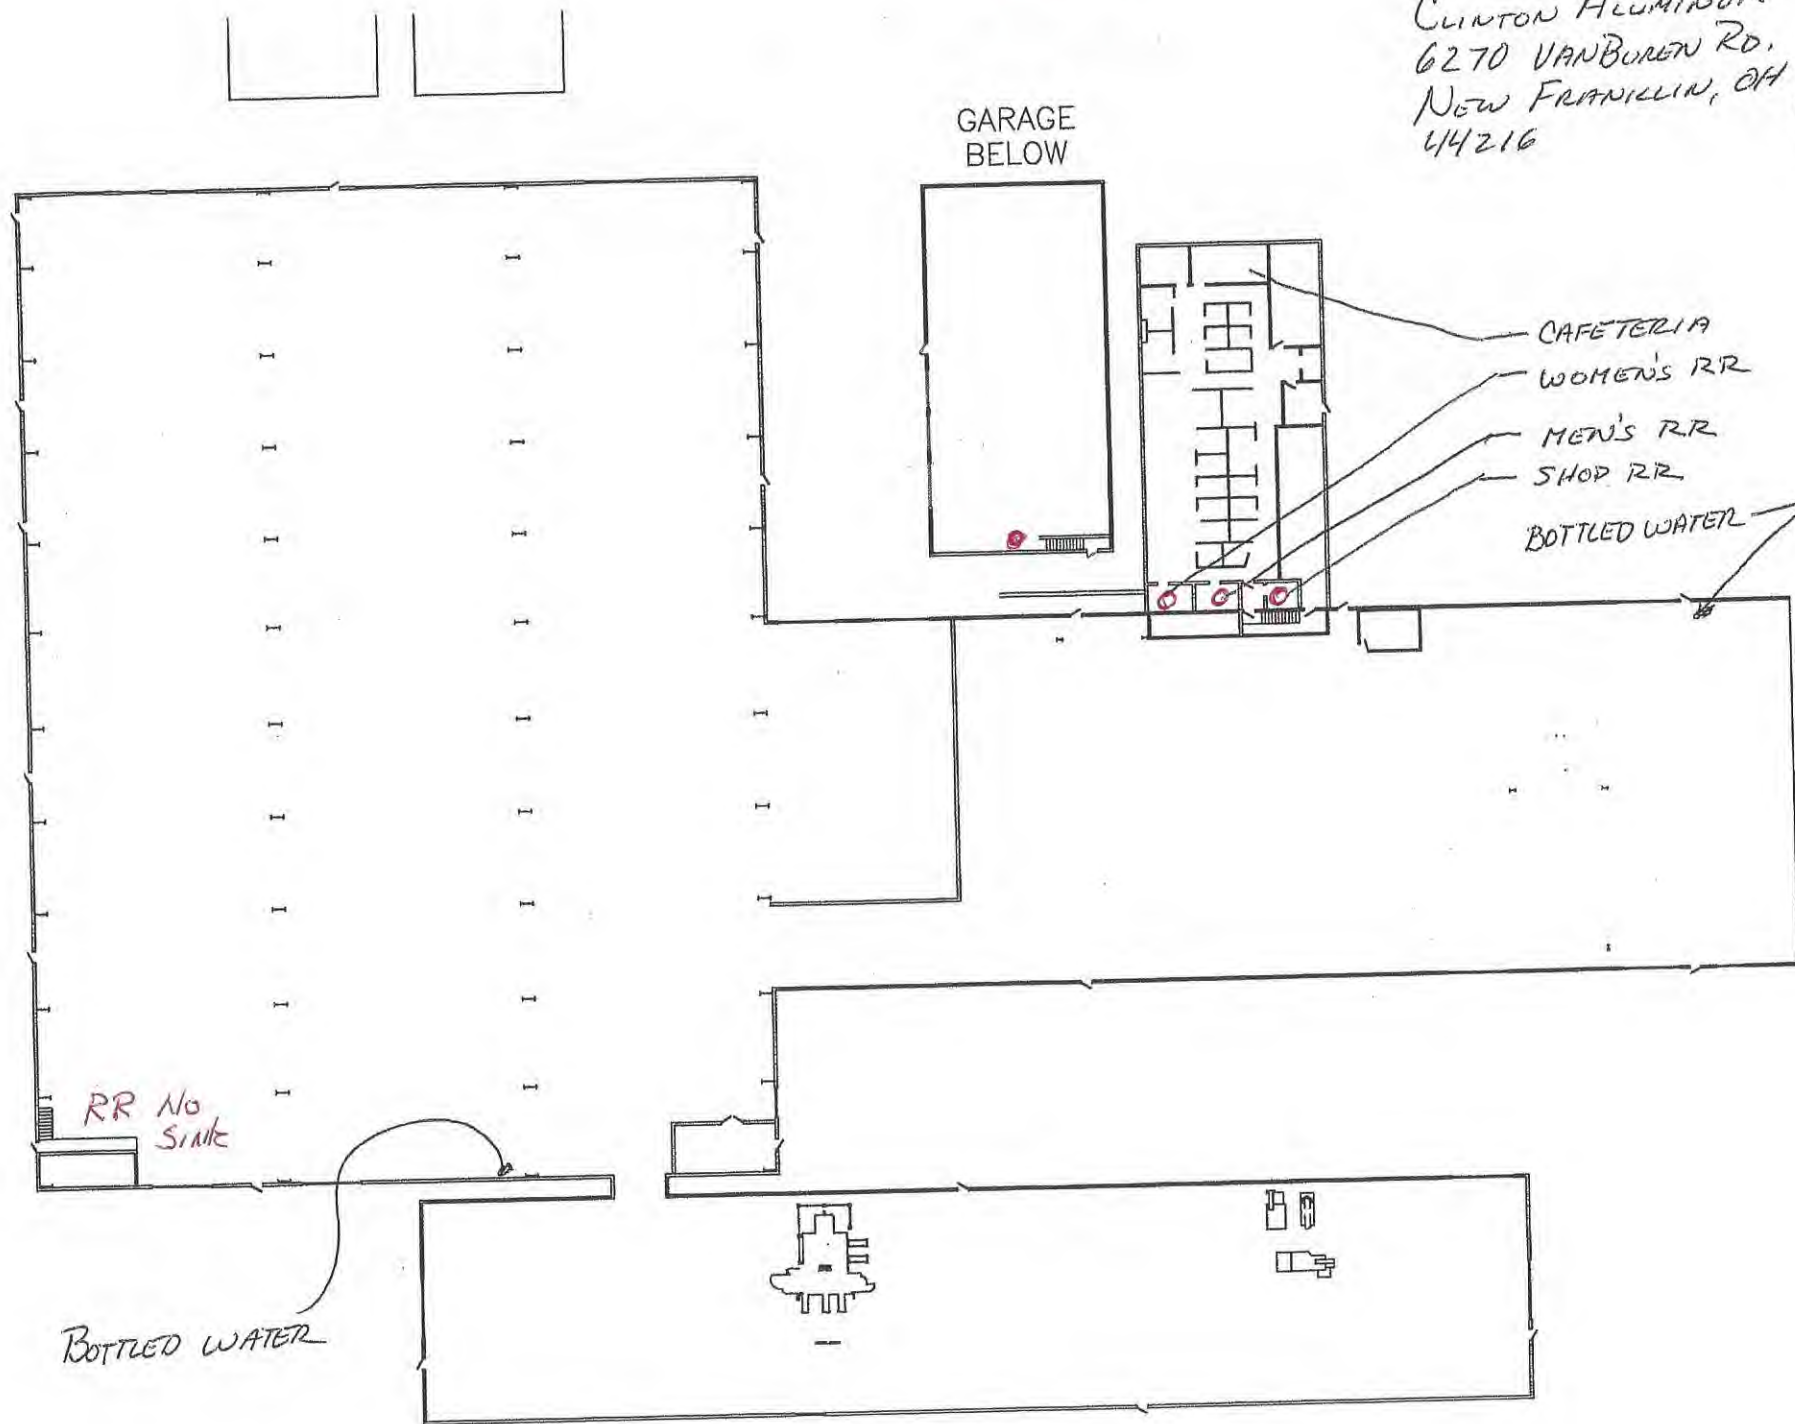 CLINTON ALUMINUM
6270 VANBUREN RD.
NEW FRANKLIN, OH
44216
GARAGE
BELOW
CAFETERIA
WOMEN'S RR
MEN'S RR
SHOP RR
BOTTLED WATER
RR NO
SINK
BOTTLED WATER